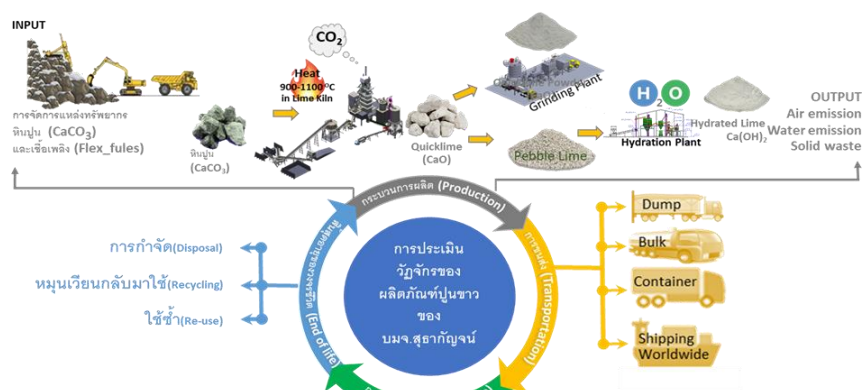 INPUT
การจัดการแหล่งทรัพยากร
หินปูน (CaCO3)
และเชื้อเพลิง (Flex_fules)
หินปูน
(CaCO3)
Heat
900-1100 °C
in Lime Kiln
CO2
Quicklime
(CaO)
Grinding Plant
Pebble Lime
H2O
Hydration Plant
Hydrated Lime
Ca(OH)2
OUTPUT
Air emission
Water emission
Solid waste
กระบวนการผลิต (Production)
การขนส่ง (Transportation)
(End of life)
การกำจัด(Disposal)
หมุนเวียนกลับมาใช้(Recycling)
ใช้ซ้ำ(Re-use)
การประเมิน
วัฏจักรของ
ผลิตภัณฑ์ปูนขาว
ของ
บมจ.สุธากัญจน์
Dump
Bulk
Container
Shipping
Worldwide